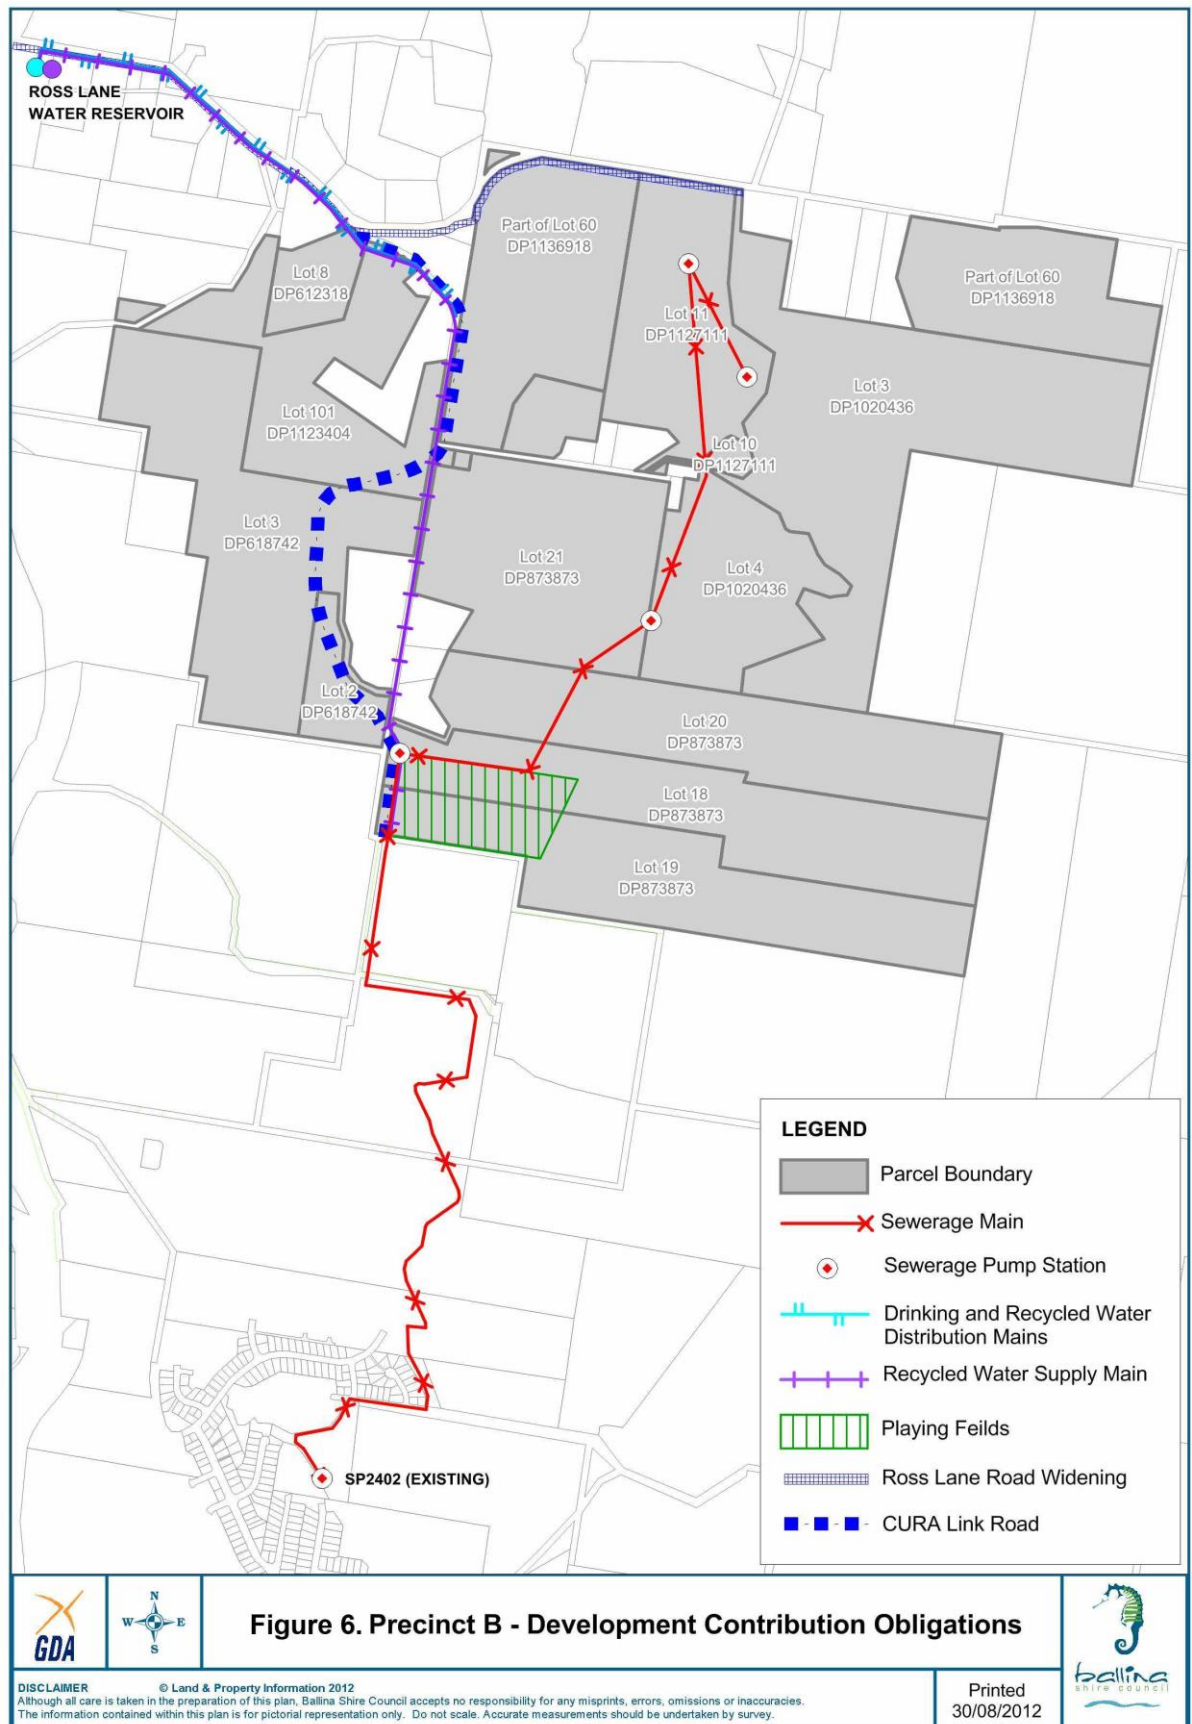 ROSS LANE
WATER RESERVOIR
Part of Lot 60
DP1136918
Lot 8
DP612318
Part of Lot 60
DP1136918
Lot 11
DP1127111
Lot 3
DP1020436
Lot 101
DP1123404
Lot 10
DP1127111
Lot 3
DP618742
Lot 21
DP873873
Lot 4
DP1020436
Lot 2
DP618742
Lot 20
DP873873
Lot 18
DP873873
Lot 19
DP873873
SP2402 (EXISTING)
LEGEND
Parcel Boundary
Sewerage Main
Sewerage Pump Station
Drinking and Recycled Water
Distribution Mains
Recycled Water Supply Main
Playing Feilds
Ross Lane Road Widening
CURA Link Road
GDA
N
W E
S
Figure 6. Precinct B - Development Contribution Obligations
ballina
shire council
DISCLAIMER © Land & Property Information 2012
Although all care is taken in the preparation of this plan, Ballina Shire Council accepts no responsibility for any misprints, errors, omissions or inaccuracies.
The information contained within this plan is for pictorial representation only. Do not scale. Accurate measurements should be undertaken by survey.
Printed
30/08/2012